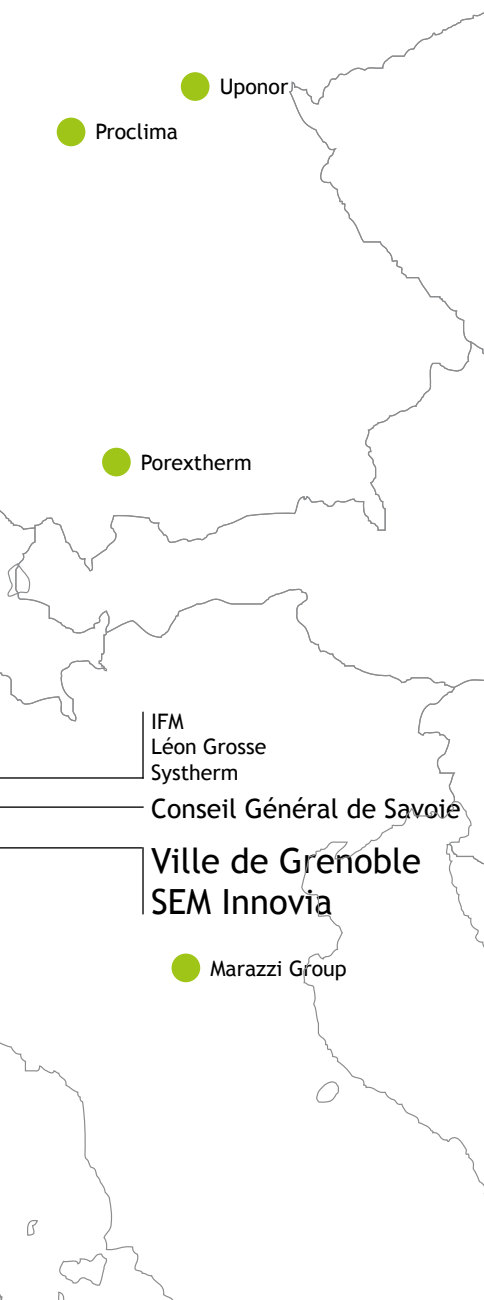 Uponor
Proclima
Porextherm
IFM
Léon Grosse
Systherm
Conseil Général de Savoie
Ville de Grenoble
SEM Innovia
Marazzi Group